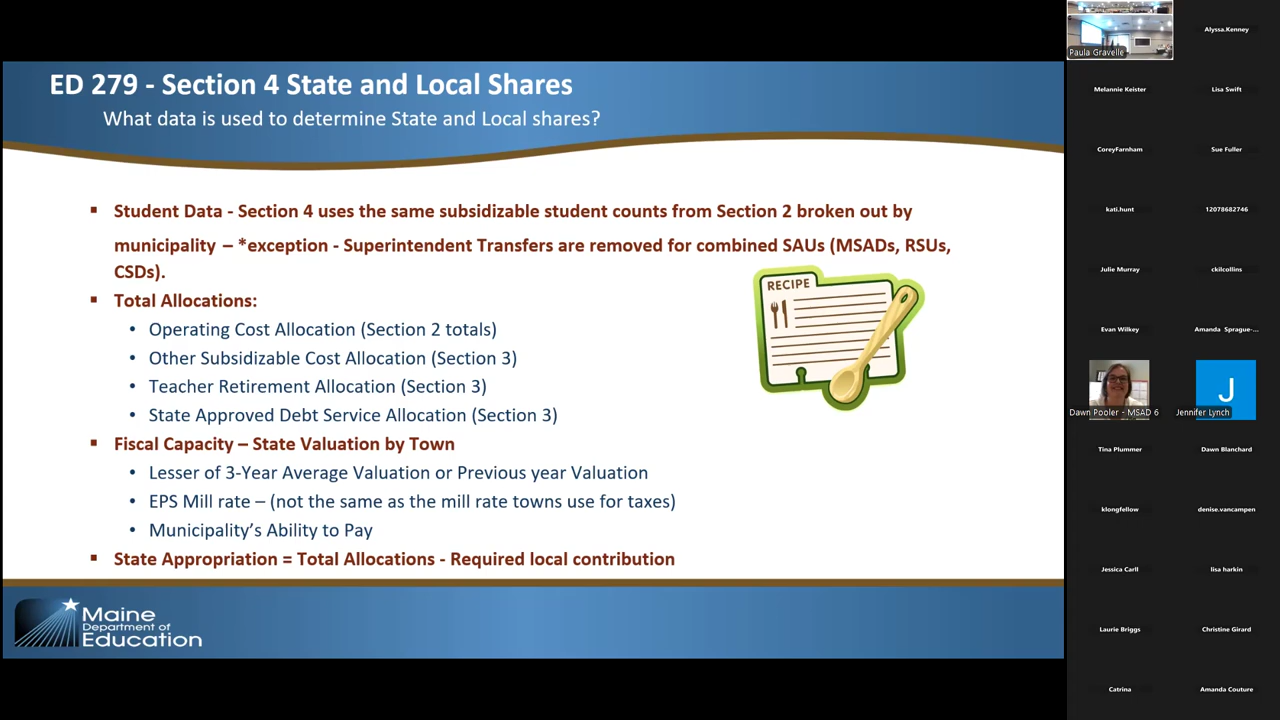 ED 279 - Section 4 State and Local Shares
What data is used to determine State and Local shares?
▪ Student Data - Section 4 uses the same subsidizable student counts from Section 2 broken out by
municipality – *exception - Superintendent Transfers are removed for combined SAUs (MSADs, RSUs,
CSDs).
▪ Total Allocations:
• Operating Cost Allocation (Section 2 totals)
• Other Subsidizable Cost Allocation (Section 3)
• Teacher Retirement Allocation (Section 3)
• State Approved Debt Service Allocation (Section 3)
▪ Fiscal Capacity – State Valuation by Town
• Lesser of 3-Year Average Valuation or Previous year Valuation
• EPS Mill rate – (not the same as the mill rate towns use for taxes)
• Municipality's Ability to Pay
▪ State Appropriation = Total Allocations - Required local contribution
RECIPE
Maine
Department of
Education
Paula Gravelle
Alyssa.Kenney
Melannie Keister
Lisa Swift
CoreyFarnham
Sue Fuller
kati.hunt
12078682746
Julie Murray
ckilcollins
Evan Wilkey
Amanda Sprague-...
Dawn Pooler - MSAD 6
J
Jennifer Lynch
Tina Plummer
Dawn Blanchard
klongfellow
denise.vancampen
Jessica Carll
lisa harkin
Laurie Briggs
Christine Girard
Catrina
Amanda Couture